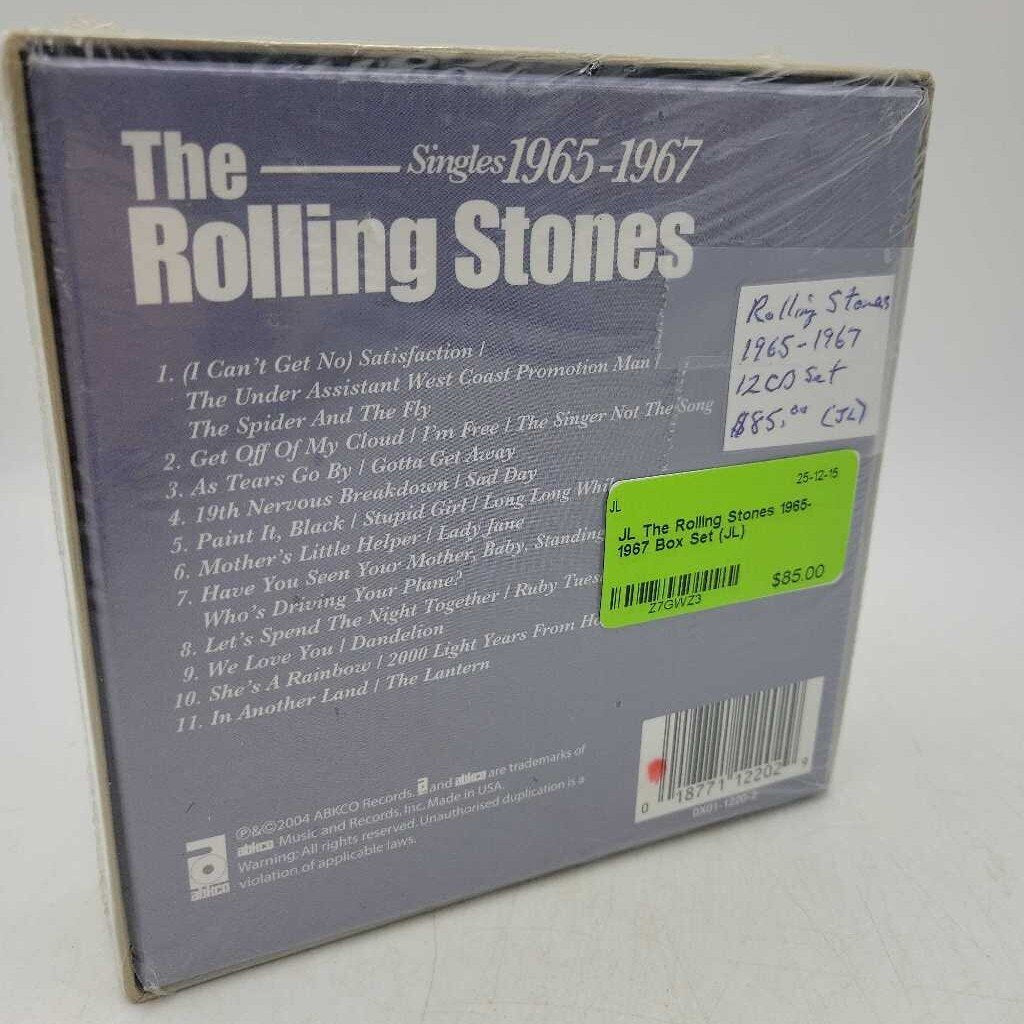 The
Singles 1965-1967
Rolling Stones
1. (I Can't Get No) Satisfaction |
The Under Assistant West Coast Promotion Man |
The Spider And The Fly
2. Get Off Of My Cloud | I'm Free | The Singer Not The Song
3. As Tears Go By | Gotta Get Away
4. 19th Nervous Breakdown | Sad Day
5. Paint It, Black | Stupid Girl | Long Long
6. Mother's Little Helper | Lady Jane
7. Have You Seen Your Mother, Baby, Standing
Who's Driving Your Plane?
8. Let's Spend The Night Together | Ruby
9. We Love You | Dandelion
10. She's A Rainbow | 2000 Light Years From
11. In Another Land | The Lantern
Rolling Stones
1965-1967
12 CD Set
$85.00 (JL)
JL
25-12-15
JL The Rolling Stones 1965-
1967 Box Set (JL)
$85.00
Z7GWZ3
0 18771 12202 9
DX01-1220-2
℗&©2004 ABKCO Records. a and abkco are trademarks of
abkco Music and Records, Inc. Made in USA.
Warning: All rights reserved. Unauthorised duplication is a
violation of applicable laws.
a
abkco